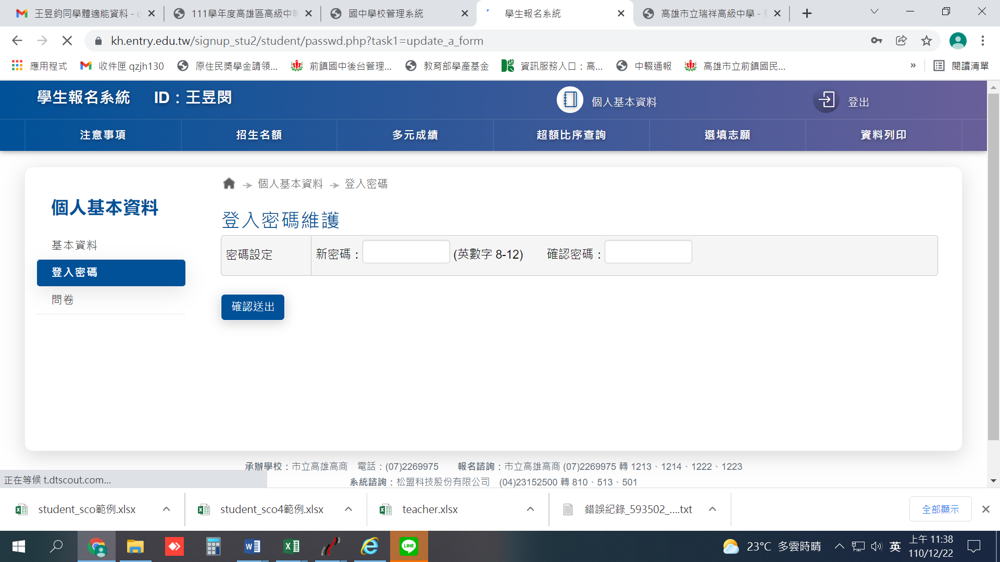 王昱鈞同學體適能資料 -
111學年度高雄區高級中等
國中學校管理系統
學生報名系統
高雄市立瑞祥高級中學 -
kh.entry.edu.tw/signup_stu2/student/passwd.php?task1=update_a_form
應用程式
收件匣 qzjh130
原住民獎學金請領...
前鎮國中後台管理...
教育部學產基金
資訊服務入口：高...
中輟通報
高雄市立前鎮國民...
»
閱讀清單
學生報名系統 ID：王昱閔
個人基本資料
登出
注意事項
招生名額
多元成績
超額比序查詢
選填志願
資料列印
個人基本資料
登入密碼
個人基本資料
基本資料
登入密碼
問卷
登入密碼維護
密碼設定
新密碼： (英數字 8-12) 確認密碼：
確認送出
承辦學校：市立高雄高商 電話：(07)2269975 報名諮詢：市立高雄高商 (07)2269975 轉 1213、1214、1222、1223
系統諮詢：松盟科技股份有限公司 (04)23152500 轉 810、513、501
正在等候 t.dtscout.com...
student_sco範例.xlsx
student_sco4範例.xlsx
teacher.xlsx
錯誤紀錄_593502_....txt
全部顯示
LINE
23°C 多雲時晴
英
上午 11:38
110/12/22